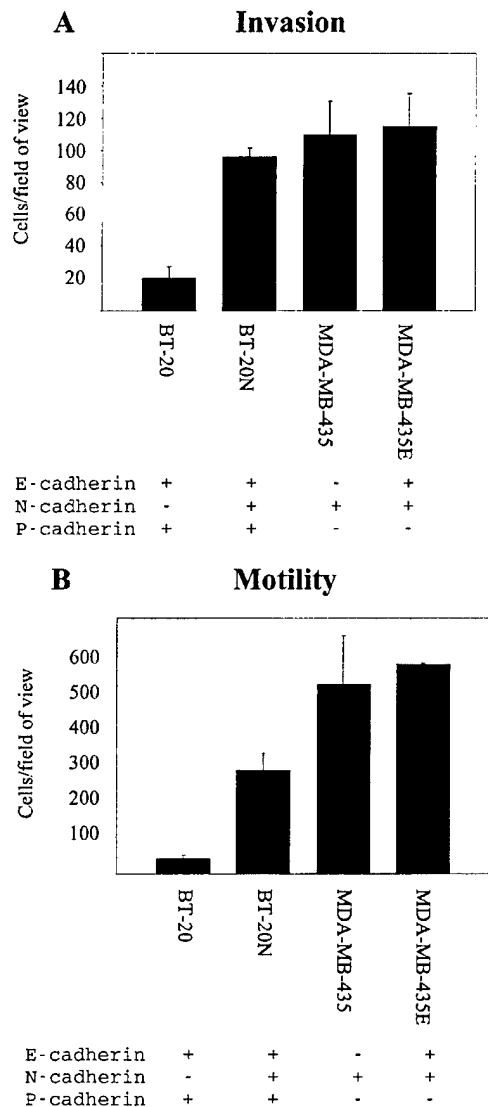 A Invasion
Cells/field of view
140
120
100
80
60
40
20
BT-20
BT-20N
MDA-MB-435
MDA-MB-435E
E-cadherin + + - +
N-cadherin - + + +
P-cadherin + + - -
B Motility
Cells/field of view
600
500
400
300
200
100
BT-20
BT-20N
MDA-MB-435
MDA-MB-435E
E-cadherin + + - +
N-cadherin - + + +
P-cadherin + + - -